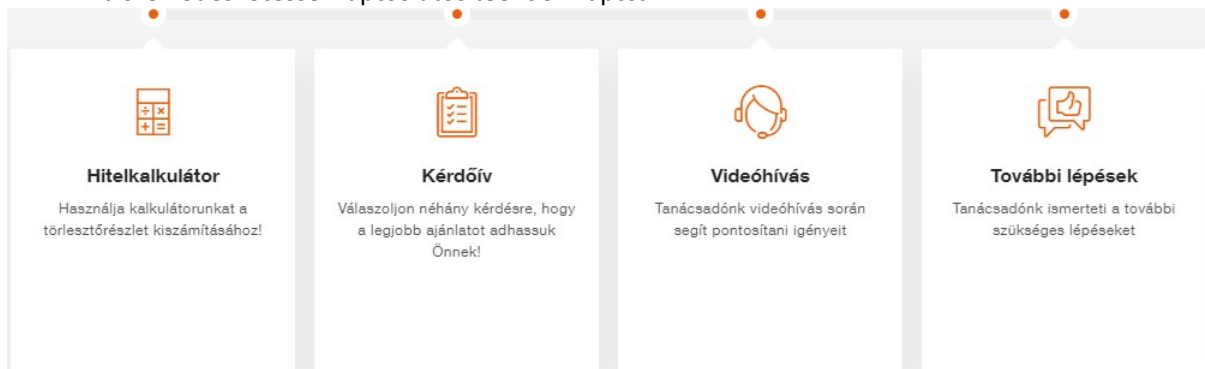 Hitelkalkulátor
Használja kalkulátorunkat a
törlesztőrészlet kiszámításához!
Kérdőív
Válaszoljon néhány kérdésre, hogy
a legjobb ajánlatot adhassuk
Önnek!
Videóhívás
Tanácsadónk videóhívás során
segít pontosítani igényeit
További lépések
Tanácsadónk ismerteti a további
szükséges lépéseket